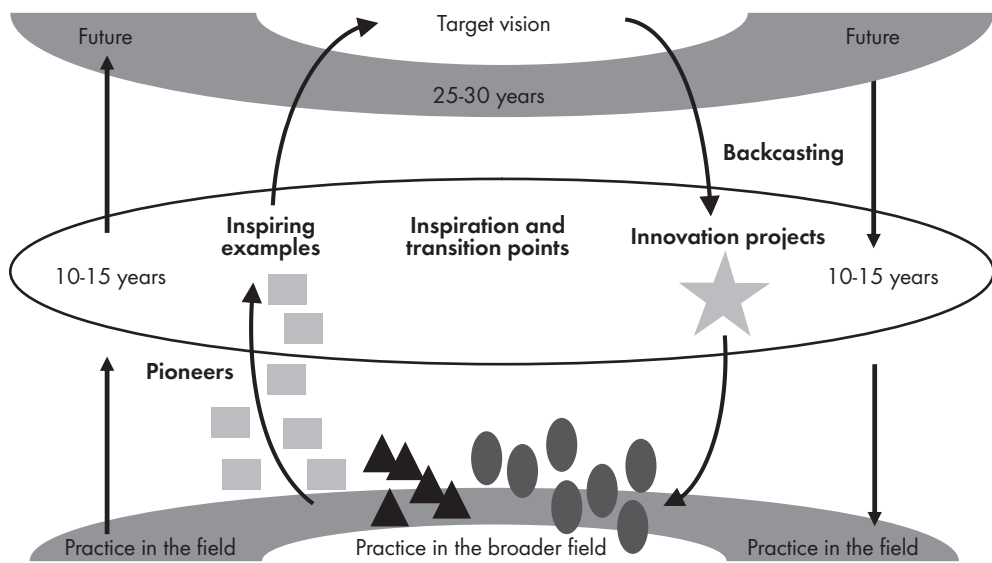 Target vision
Future
Future
25-30 years
Backcasting
Inspiring
examples
Inspiration and
transition points
Innovation projects
10-15 years
10-15 years
Pioneers
Practice in the field
Practice in the broader field
Practice in the field